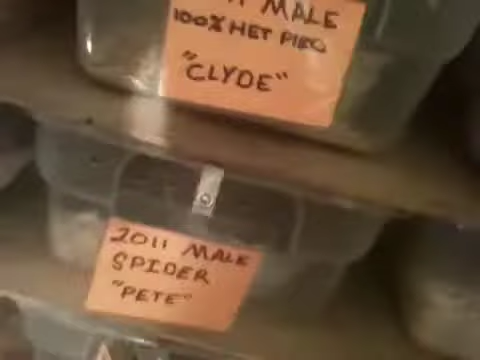 MALE
100% HET PIED
"CLYDE"
2011 MALE
SPIDER
"PETE"